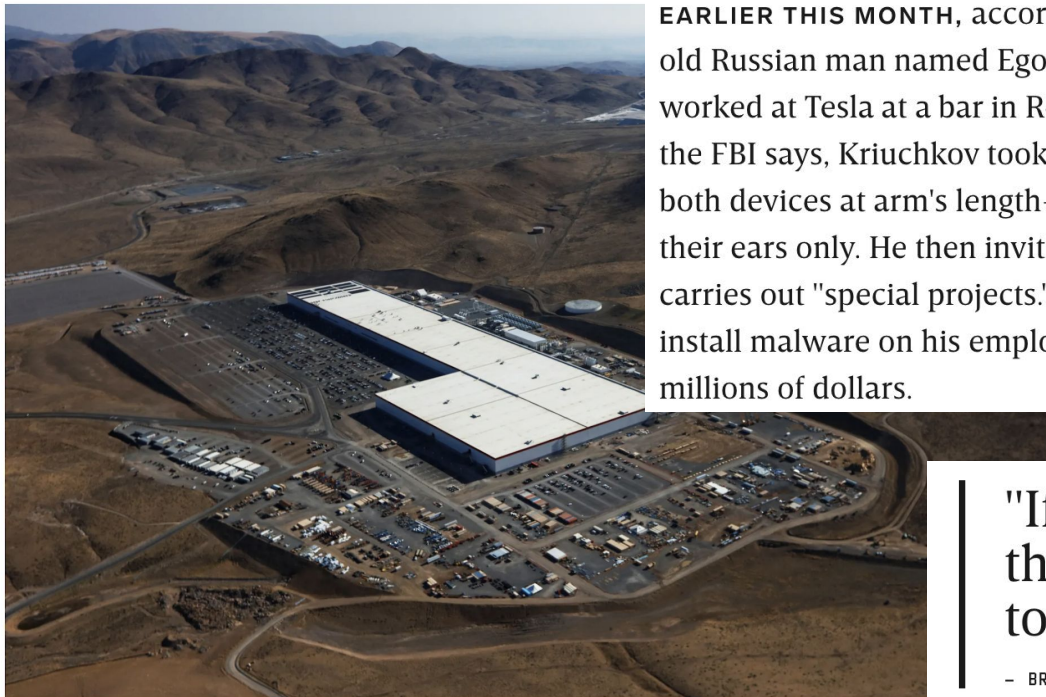 EARLIER THIS MONTH, accor
old Russian man named Ego
worked at Tesla at a bar in R
the FBI says, Kriuchkov took
both devices at arm's length
their ears only. He then invit
carries out "special projects."
install malware on his emplo
millions of dollars.
"If
th
to
– BR